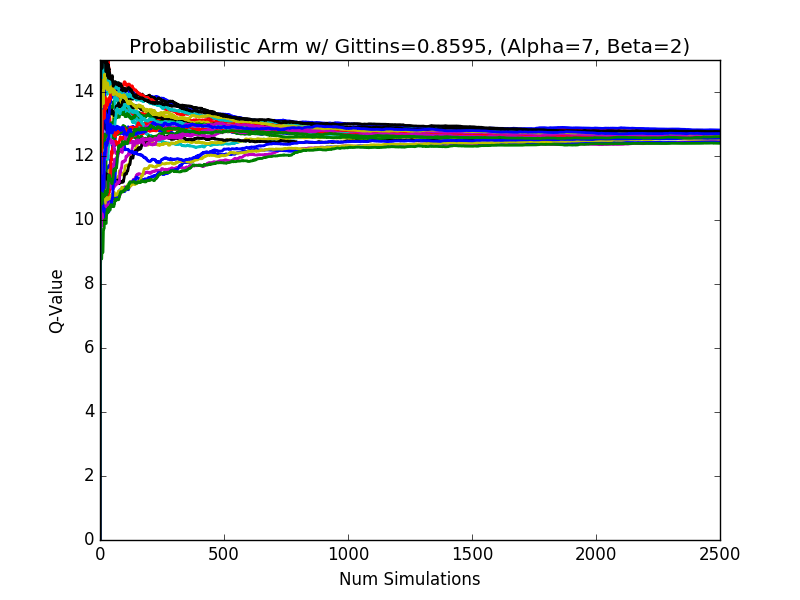 Probabilistic Arm w/ Gittins=0.8595, (Alpha=7, Beta=2)
14
12
10
8
6
4
2
0
Q-Value
0 500 1000 1500 2000 2500
Num Simulations